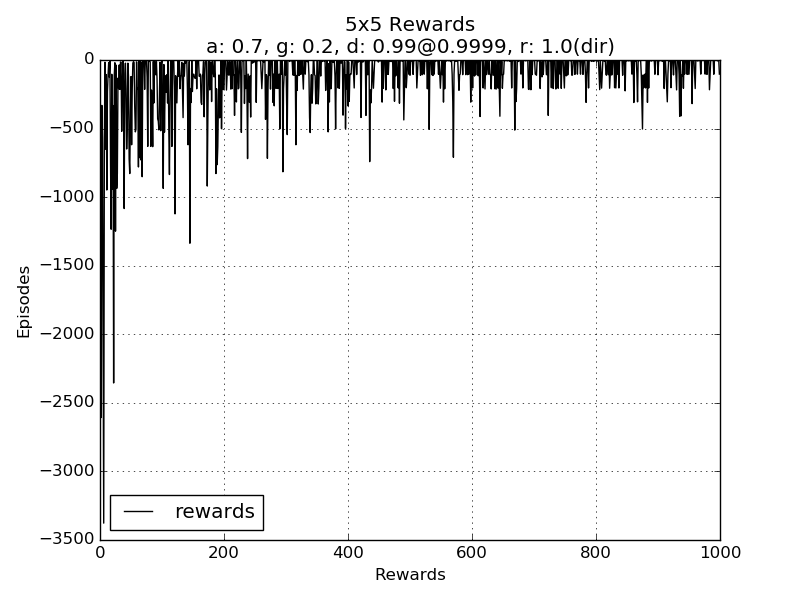 5x5 Rewards
a: 0.7, g: 0.2, d: 0.99@0.9999, r: 1.0(dir)
0
−500
−1000
−1500
−2000
−2500
−3000
−3500
Episodes
rewards
0 200 400 600 800 1000
Rewards